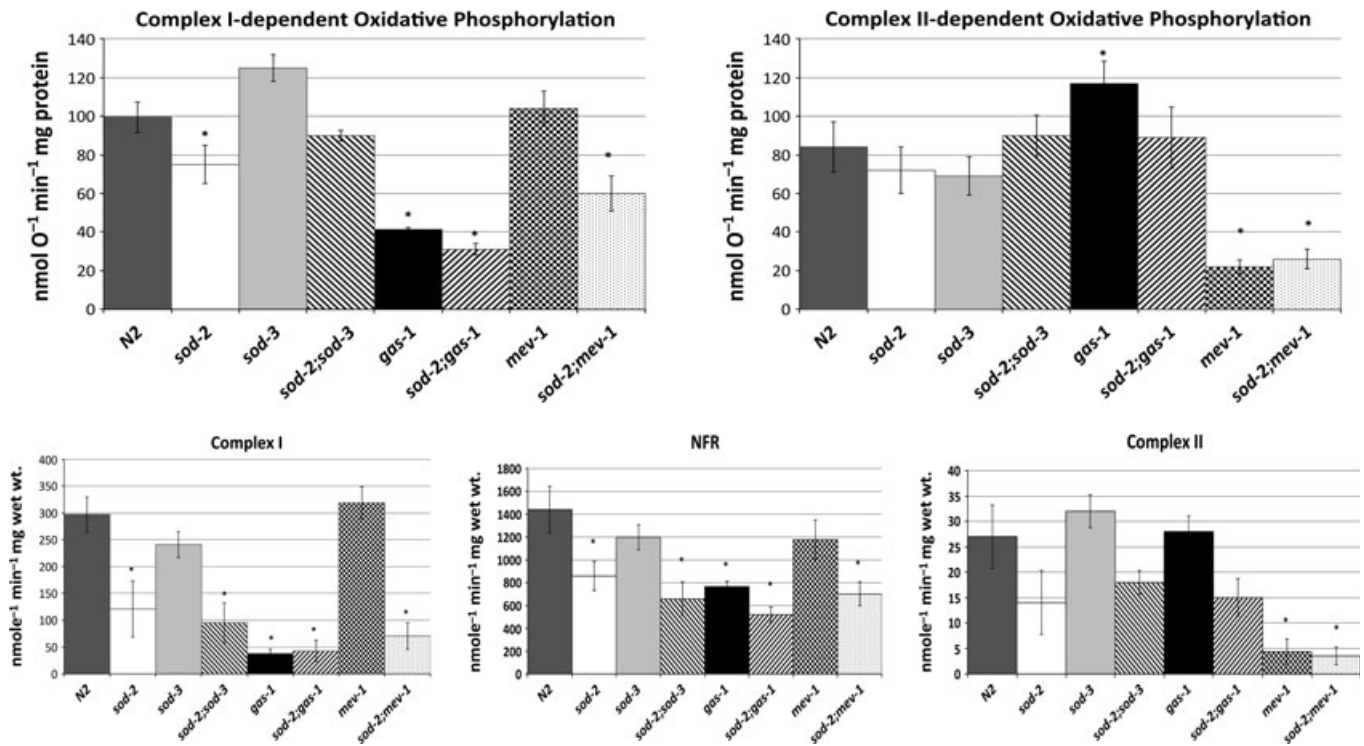 Complex I-dependent Oxidative Phosphorylation
nmol O⁻¹ min⁻¹ mg protein
140
120
100
80
60
40
20
0
*
*
*
*
N2
sod-2
sod-3
sod-2;sod-3
gas-1
sod-2;gas-1
mev-1
sod-2;mev-1
Complex II-dependent Oxidative Phosphorylation
nmol O⁻¹ min⁻¹ mg protein
140
120
100
80
60
40
20
0
*
*
*
N2
sod-2
sod-3
sod-2;sod-3
gas-1
sod-2;gas-1
mev-1
sod-2;mev-1
Complex I
nmole⁻¹ min⁻¹ mg wet wt.
400
350
300
250
200
150
100
50
0
*
*
*
*
*
N2
sod-2
sod-3
sod-2;sod-3
gas-1
sod-2;gas-1
mev-1
sod-2;mev-1
NFR
nmole⁻¹ min⁻¹ mg wet wt.
1800
1600
1400
1200
1000
800
600
400
200
0
*
*
*
*
*
N2
sod-2
sod-3
sod-2;sod-3
gas-1
sod-2;gas-1
mev-1
sod-2;mev-1
Complex II
nmole⁻¹ min⁻¹ mg wet wt.
40
35
30
25
20
15
10
5
0
*
*
N2
sod-2
sod-3
sod-2;sod-3
gas-1
sod-2;gas-1
mev-1
sod-2;mev-1